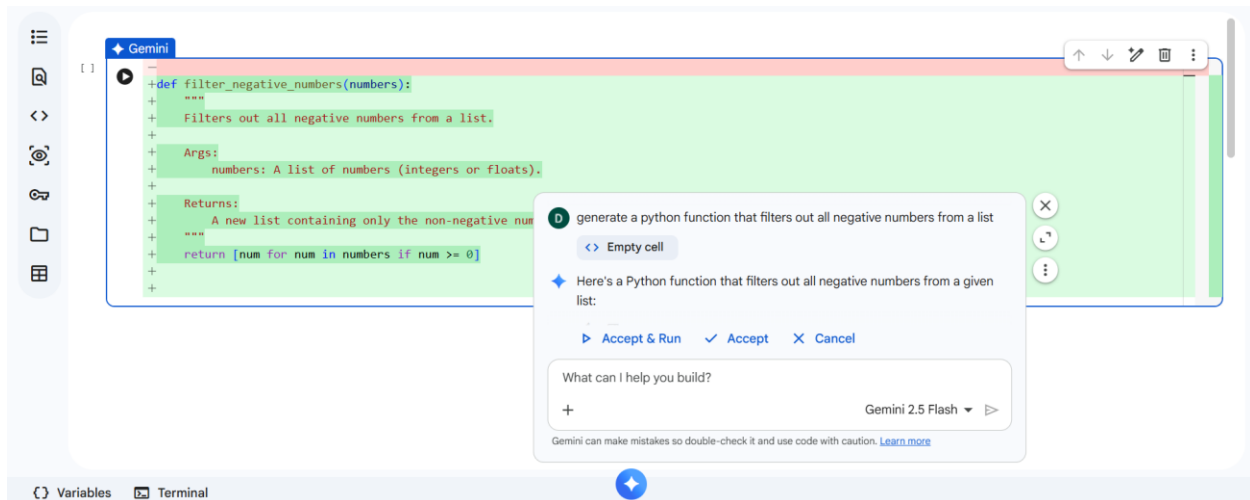 Gemini
[ ]
def filter_negative_numbers(numbers):
"""
Filters out all negative numbers from a list.
Args:
numbers: A list of numbers (integers or floats).
Returns:
A new list containing only the non-negative
"""
return [num for num in numbers if num >= 0]
D
generate a python function that filters out all negative numbers from a list
<> Empty cell
Here's a Python function that filters out all negative numbers from a given
list:
Accept & Run
Accept
Cancel
What can I help you build?
+
Gemini 2.5 Flash
Gemini can make mistakes so double-check it and use code with caution. Learn more
{} Variables
Terminal